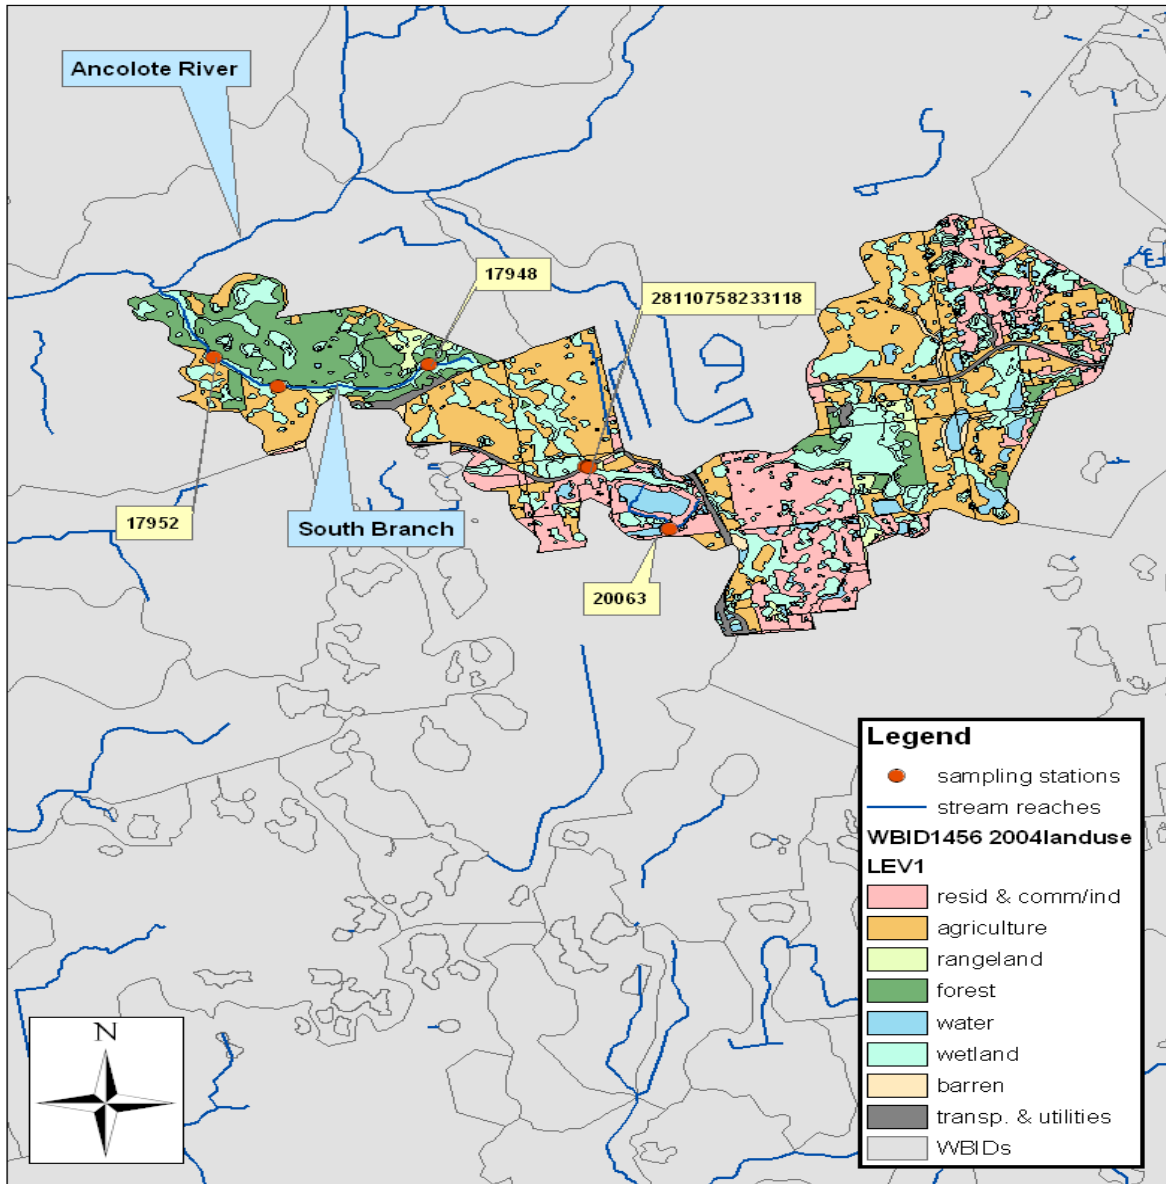 Ancolote River
17948
28110758233118
17952
South Branch
20063
Legend
sampling stations
stream reaches
WBID1456 2004landuse
LEV1
resid & comm/ind
agriculture
rangeland
forest
water
wetland
barren
transp. & utilities
WBIDs
N